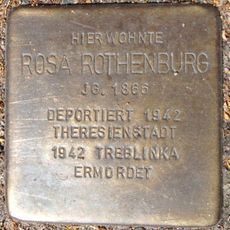 HIER WOHNTE
ROSA ROTHENBURG
JG. 1866
DEPORTIERT 1942
THERESIENSTADT
1942 TREBLINKA
ERMORDET